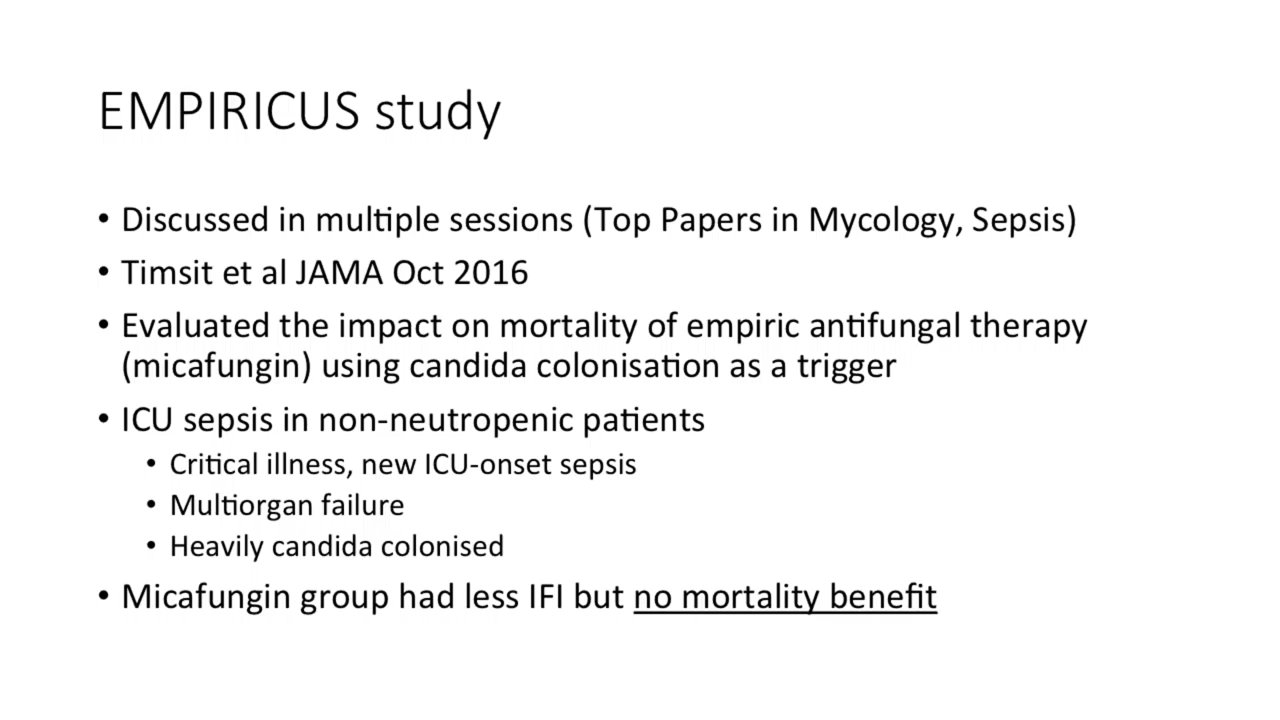 EMPIRICUS study
• Discussed in multiple sessions (Top Papers in Mycology, Sepsis)
• Timsit et al JAMA Oct 2016
• Evaluated the impact on mortality of empiric antifungal therapy
(micafungin) using candida colonisation as a trigger
• ICU sepsis in non-neutropenic patients
• Critical illness, new ICU-onset sepsis
• Multiorgan failure
• Heavily candida colonised
• Micafungin group had less IFI but no mortality benefit